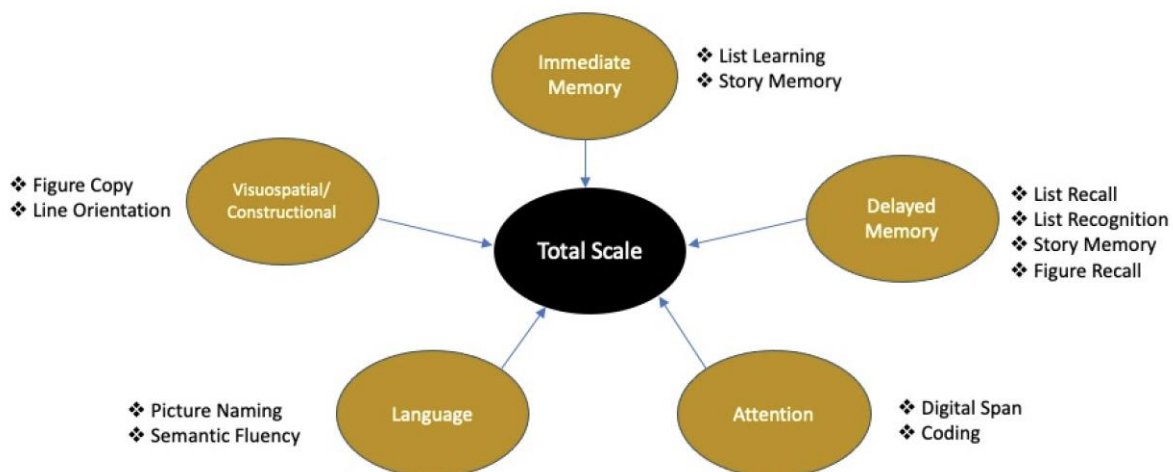 Immediate
Memory
❖ List Learning
❖ Story Memory
❖ Figure Copy
❖ Line Orientation
Visuospatial/
Constructional
Total Scale
Delayed
Memory
❖ List Recall
❖ List Recognition
❖ Story Memory
❖ Figure Recall
❖ Picture Naming
❖ Semantic Fluency
Language
Attention
❖ Digital Span
❖ Coding